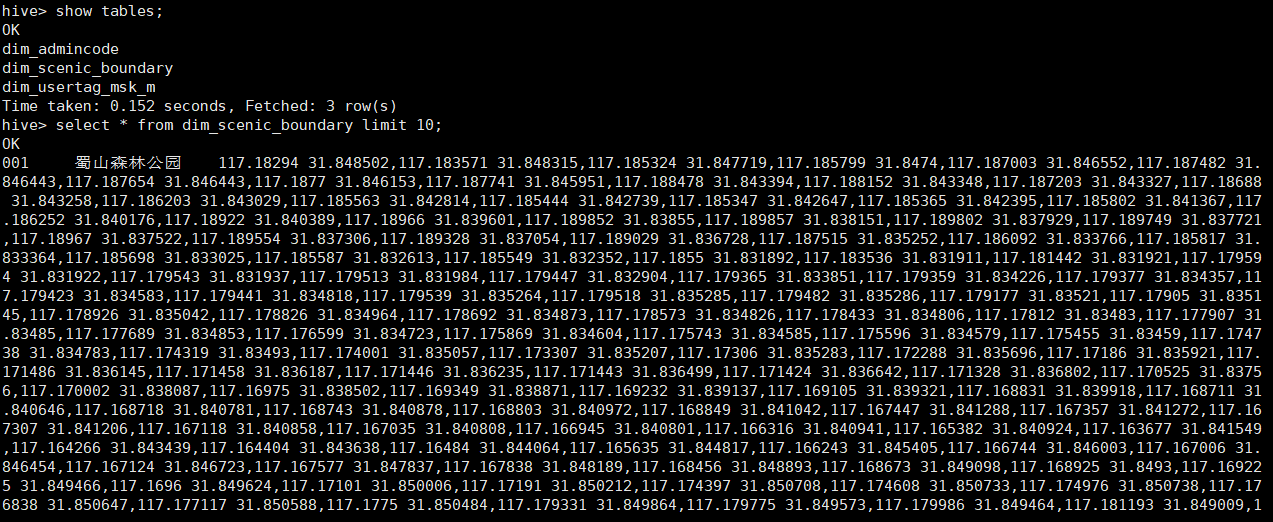 hive> show tables;
OK
dim_admincode
dim_scenic_boundary
dim_usertag_msk_m
Time taken: 0.152 seconds, Fetched: 3 row(s)
hive> select * from dim_scenic_boundary limit 10;
OK
001 蜀山森林公园 117.18294 31.848502,117.183571 31.848315,117.185324 31.847719,117.185799 31.8474,117.187003 31.846552,117.187482 31.
846443,117.187654 31.846443,117.1877 31.846153,117.187741 31.845951,117.188478 31.843394,117.188152 31.843348,117.187203 31.843327,117.18688
31.843258,117.186203 31.843029,117.185563 31.842814,117.185444 31.842739,117.185347 31.842647,117.185365 31.842395,117.185802 31.841367,117
.186252 31.840176,117.18922 31.840389,117.18966 31.839601,117.189852 31.83855,117.189857 31.838151,117.189802 31.837929,117.189749 31.837721
,117.18967 31.837522,117.189554 31.837306,117.189328 31.837054,117.189029 31.836728,117.187515 31.835252,117.186092 31.833766,117.185817 31.
833364,117.185698 31.833025,117.185587 31.832613,117.185549 31.832352,117.1855 31.831892,117.183536 31.831911,117.181442 31.831921,117.17959
4 31.831922,117.179543 31.831937,117.179513 31.831984,117.179447 31.832904,117.179365 31.833851,117.179359 31.834226,117.179377 31.834357,11
7.179423 31.834583,117.179441 31.834818,117.179539 31.835264,117.179518 31.835285,117.179482 31.835286,117.179177 31.83521,117.17905 31.8351
45,117.178926 31.835042,117.178826 31.834964,117.178692 31.834873,117.178573 31.834826,117.178433 31.834806,117.17812 31.83483,117.177907 31
.83485,117.177689 31.834853,117.176599 31.834723,117.175869 31.834604,117.175743 31.834585,117.175596 31.834579,117.175455 31.83459,117.1747
38 31.834783,117.174319 31.83493,117.174001 31.835057,117.173307 31.835207,117.17306 31.835283,117.172288 31.835696,117.17186 31.835921,117.
171486 31.836145,117.171458 31.836187,117.171446 31.836235,117.171443 31.836499,117.171424 31.836642,117.171328 31.836802,117.170525 31.8375
6,117.170002 31.838087,117.16975 31.838502,117.169349 31.838871,117.169232 31.839137,117.169105 31.839321,117.168831 31.839918,117.168711 31
.840646,117.168718 31.840781,117.168743 31.840878,117.168803 31.840972,117.168849 31.841042,117.167447 31.841288,117.167357 31.841272,117.16
7307 31.841206,117.167118 31.840858,117.167035 31.840808,117.166945 31.840801,117.166316 31.840941,117.165382 31.840924,117.163677 31.841549
,117.164266 31.843439,117.164404 31.843638,117.16484 31.844064,117.165635 31.844817,117.166243 31.845405,117.166744 31.846003,117.167006 31.
846454,117.167124 31.846723,117.167577 31.847837,117.167838 31.848189,117.168456 31.848893,117.168673 31.849098,117.168925 31.8493,117.16922
5 31.849466,117.1696 31.849624,117.17101 31.850006,117.17191 31.850212,117.174397 31.850708,117.174608 31.850733,117.174976 31.850738,117.17
6838 31.850647,117.177117 31.850588,117.1775 31.850484,117.179331 31.849864,117.179775 31.849573,117.179986 31.849464,117.181193 31.849009,1